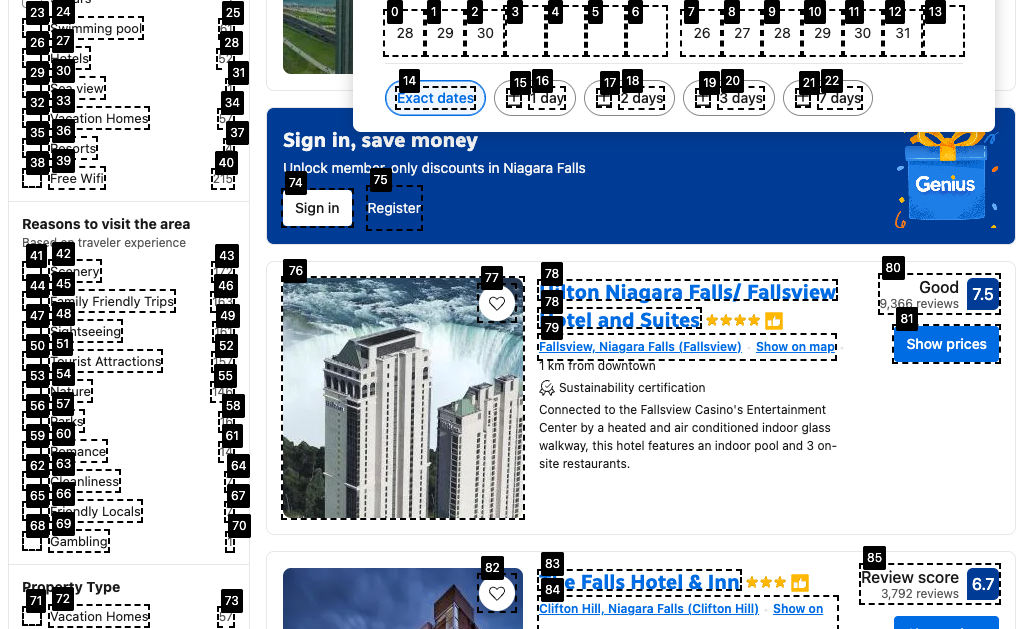 23 24 Swimming pool 25
26 27 Hotels 28
29 30 Sea view 31
32 33 Vacation Homes 34
35 36 Resorts 37
38 39 Free Wifi 40 215
Reasons to visit the area
Based on traveler experience
41 42 Scenery 43
44 45 Family Friendly Trips 46
47 48 Sightseeing 49
50 51 Tourist Attractions 52
53 54 Nature 55
56 57 Parks 58
59 60 Romance 61
62 63 Cleanliness 64
65 66 Friendly Locals 67
68 69 Gambling 70
Property Type
71 72 Vacation Homes 73 57
0 1 2 3 4 5 6 7 8 9 10 11 12 13
28 29 30 26 27 28 29 30 31
14 15 16 17 18 19 20 21 22
Exact dates 1 day 2 days 3 days 7 days
Sign in, save money
Unlock member-only discounts in Niagara Falls
74 75
Sign in Register
Genius
76 77
78 Hilton Niagara Falls/ Fallsview
78 Hotel and Suites
79
Fallsview, Niagara Falls (Fallsview) · Show on map
1 km from downtown
Sustainability certification
Connected to the Fallsview Casino's Entertainment
Center by a heated and air conditioned indoor glass
walkway, this hotel features an indoor pool and 3 on-
site restaurants.
80
Good 7.5
9,366 reviews
81
Show prices
82
83 The Falls Hotel & Inn
84
Clifton Hill, Niagara Falls (Clifton Hill) · Show on
85
Review score 6.7
3,792 reviews